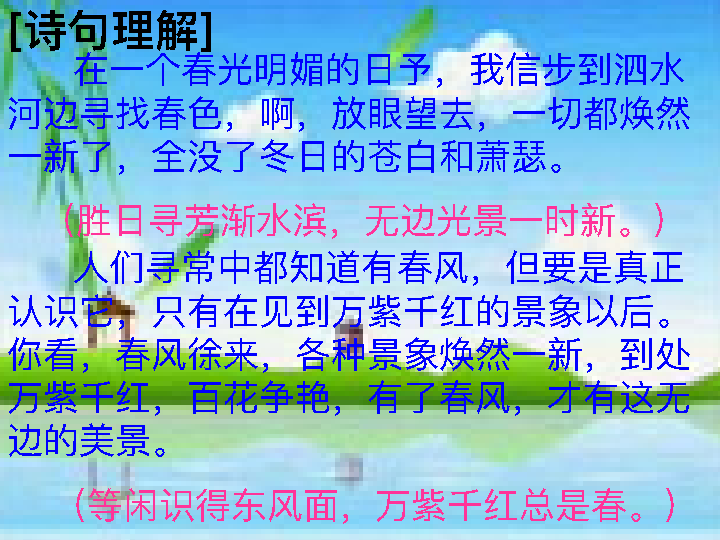 [诗句理解]
在一个春光明媚的日予，我信步到泗水
河边寻找春色，啊，放眼望去，一切都焕然
一新了，全没了冬日的苍白和萧瑟。
（胜日寻芳渐水滨，无边光景一时新。）
人们寻常中都知道有春风，但要是真正
认识它，只有在见到万紫千红的景象以后。
你看，春风徐来，各种景象焕然一新，到处
万紫千红，百花争艳，有了春风，才有这无
边的美景。
（等闲识得东风面，万紫千红总是春。）